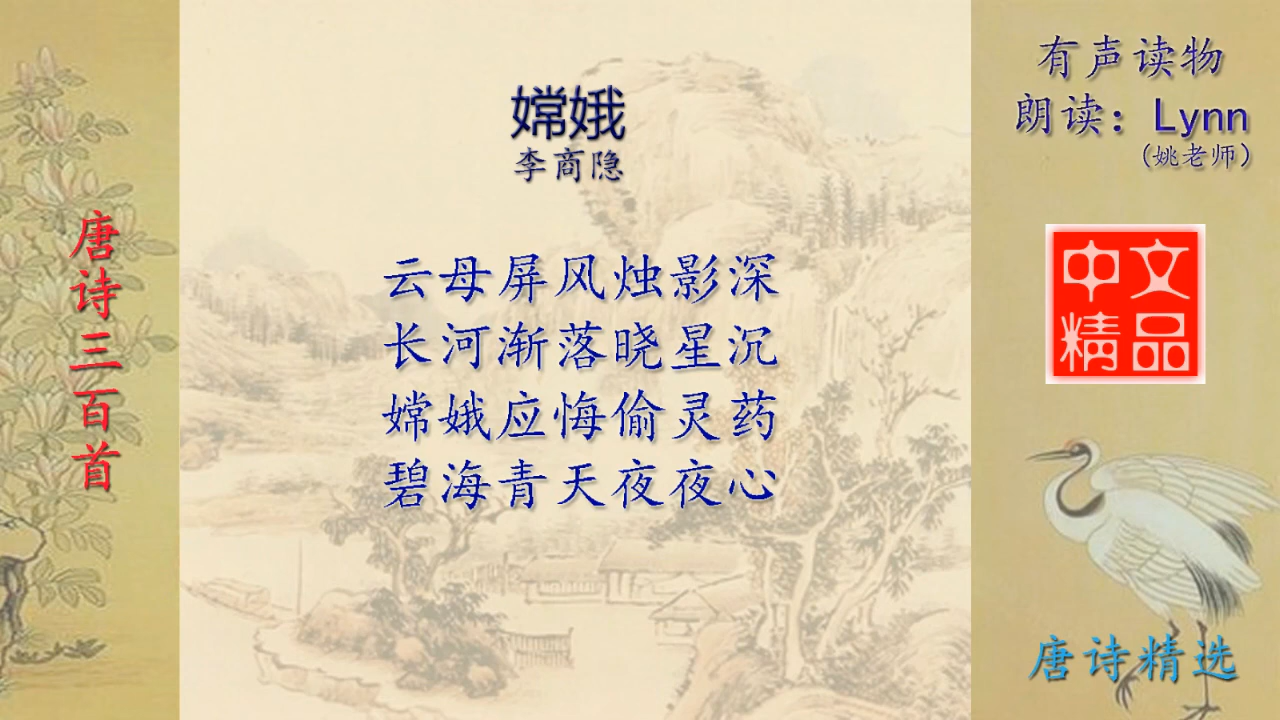 嫦娥
李商隐
云母屏风烛影深
长河渐落晓星沉
嫦娥应悔偷灵药
碧海青天夜夜心
唐诗三百首
有声读物
朗读：Lynn
（姚老师）
中文
精品
唐诗精选